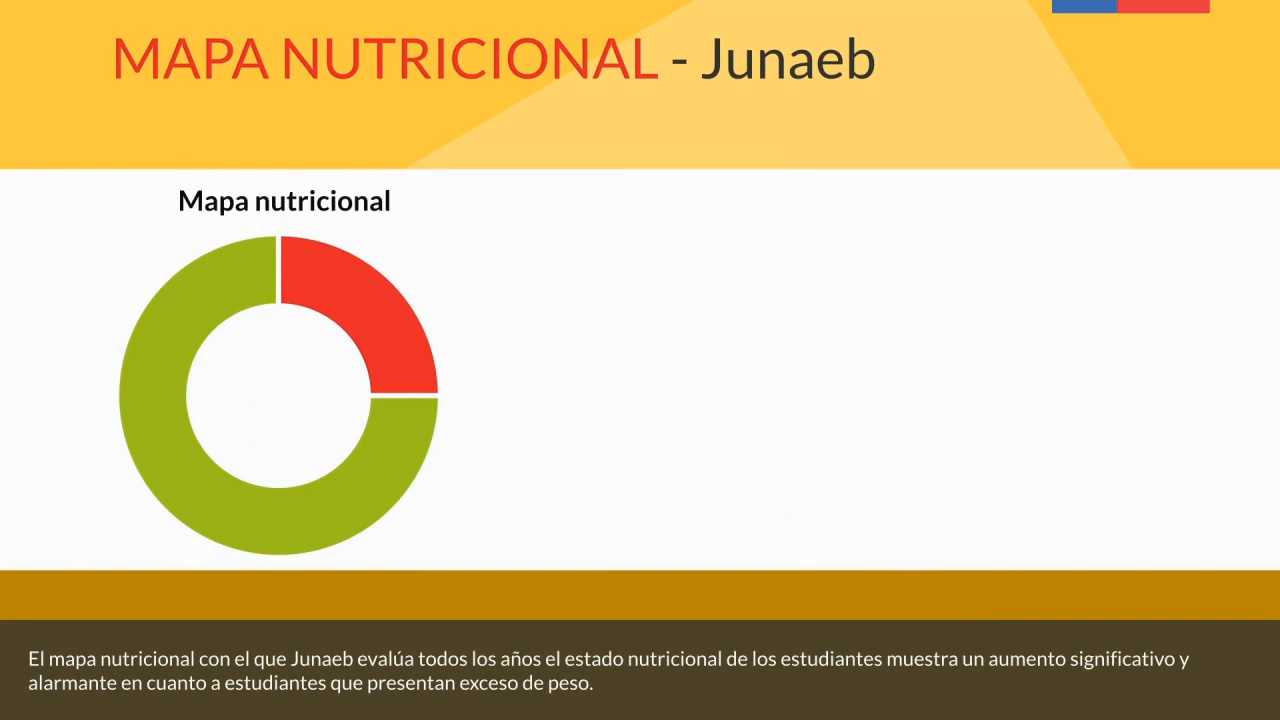 MAPA NUTRICIONAL - Junaeb
Mapa nutricional
El mapa nutricional con el que Junaeb evalúa todos los años el estado nutricional de los estudiantes muestra un aumento significativo y
alarmante en cuanto a estudiantes que presentan exceso de peso.